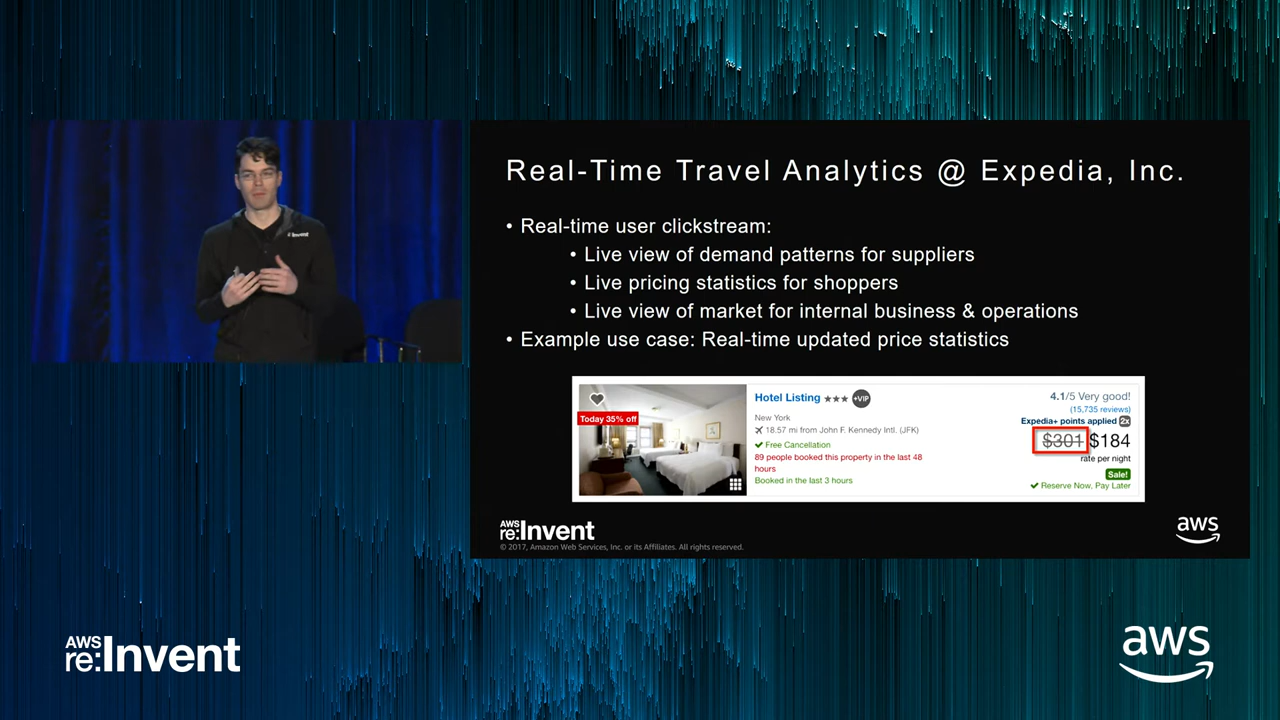 Real-Time Travel Analytics @ Expedia, Inc.
• Real-time user clickstream:
• Live view of demand patterns for suppliers
• Live pricing statistics for shoppers
• Live view of market for internal business & operations
• Example use case: Real-time updated price statistics
Today 35% off
Hotel Listing ★★★ +VIP
New York
18.57 mi from John F. Kennedy Intl. (JFK)
Free Cancellation
89 people booked this property in the last 48
hours
Booked in the last 3 hours
4.1/5 Very good!
(15,735 reviews)
Expedia+ points applied 2x
$301 $184
rate per night
Sale!
Reserve Now, Pay Later
AWS
re:Invent
© 2017, Amazon Web Services, Inc. or its Affiliates. All rights reserved.
aws
re:Invent
AWS
re:Invent
aws